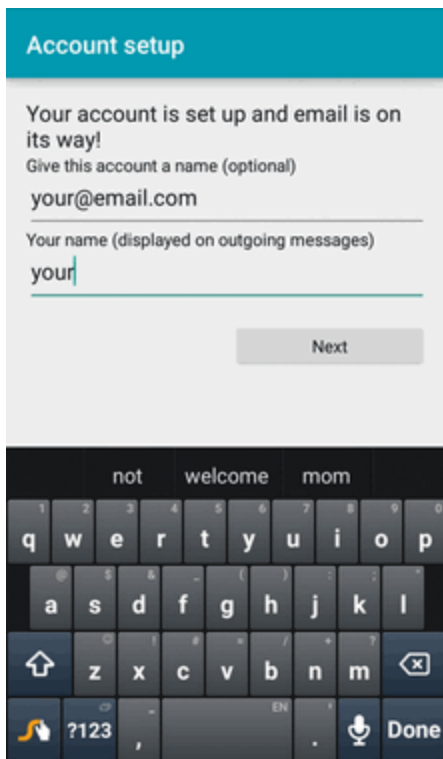 Account setup
Your account is set up and email is on
its way!
Give this account a name (optional)
your@email.com
Your name (displayed on outgoing messages)
your
Next
not welcome mom
1 2 3 4 5 6 7 8 9 0
q w e r t y u i o p
@ $ & _ ( ) : ; "
a s d f g h j k l
! # = / + ?
z x c v b n m
EN
?123 , . Done